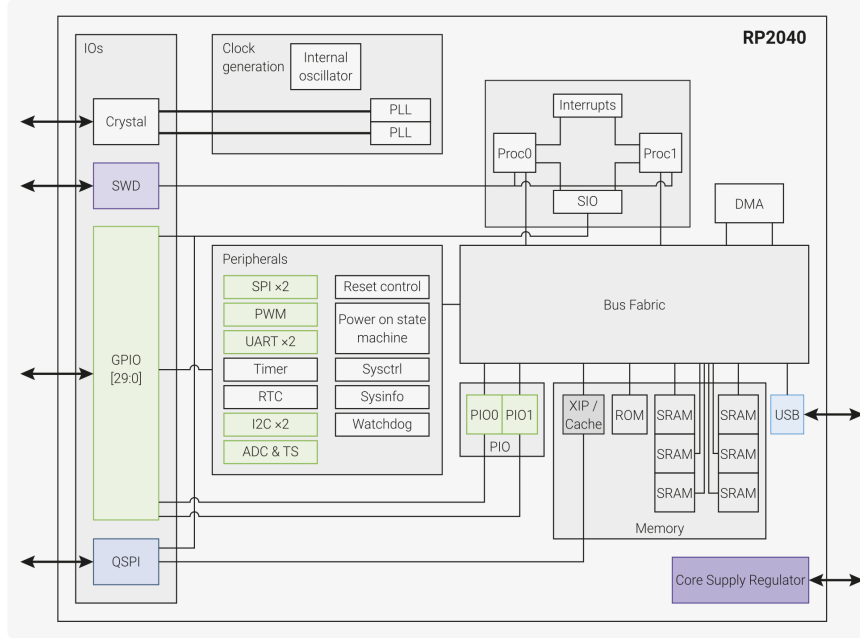 RP2040
IOs
Clock
generation
Internal
oscillator
Crystal
PLL
PLL
Interrupts
Proc0
Proc1
SWD
SIO
DMA
Peripherals
SPI ×2
Reset control
PWM
Power on state
machine
UART ×2
Bus Fabric
GPIO
[29:0]
Timer
Sysctrl
RTC
Sysinfo
I2C ×2
Watchdog
ADC & TS
PIO0
PIO1
PIO
XIP /
Cache
ROM
SRAM
SRAM
USB
SRAM
SRAM
SRAM
SRAM
Memory
QSPI
Core Supply Regulator